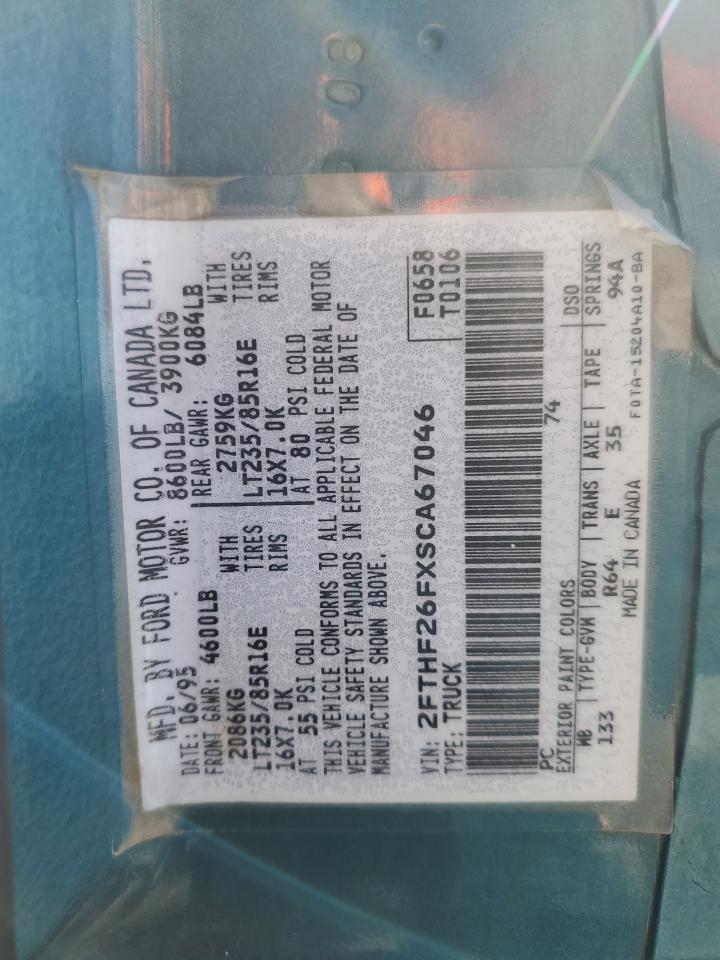 08
MFD. BY FORD MOTOR CO. OF CANADA LTD.
DATE: 06/95 GVWR: 8600LB/ 3900KG
FRONT GAWR: 4600LB REAR GAWR: 6084LB
2086KG WITH 2759KG WITH
LT235/85R16E TIRES LT235/85R16E TIRES
16X7.0K RIMS 16X7.0K RIMS
AT 55 PSI COLD AT 80 PSI COLD
THIS VEHICLE CONFORMS TO ALL APPLICABLE FEDERAL MOTOR
VEHICLE SAFETY STANDARDS IN EFFECT ON THE DATE OF
MANUFACTURE SHOWN ABOVE.
VIN: 2FTHF26FXSCA67046 F0658
TYPE: TRUCK T0106
PC 74
EXTERIOR PAINT COLORS DSO
WB TYPE-GVM BODY TRANS AXLE TAPE SPRINGS
133 R64 E 35 94A
MADE IN CANADA F0TA-15204A10-BA